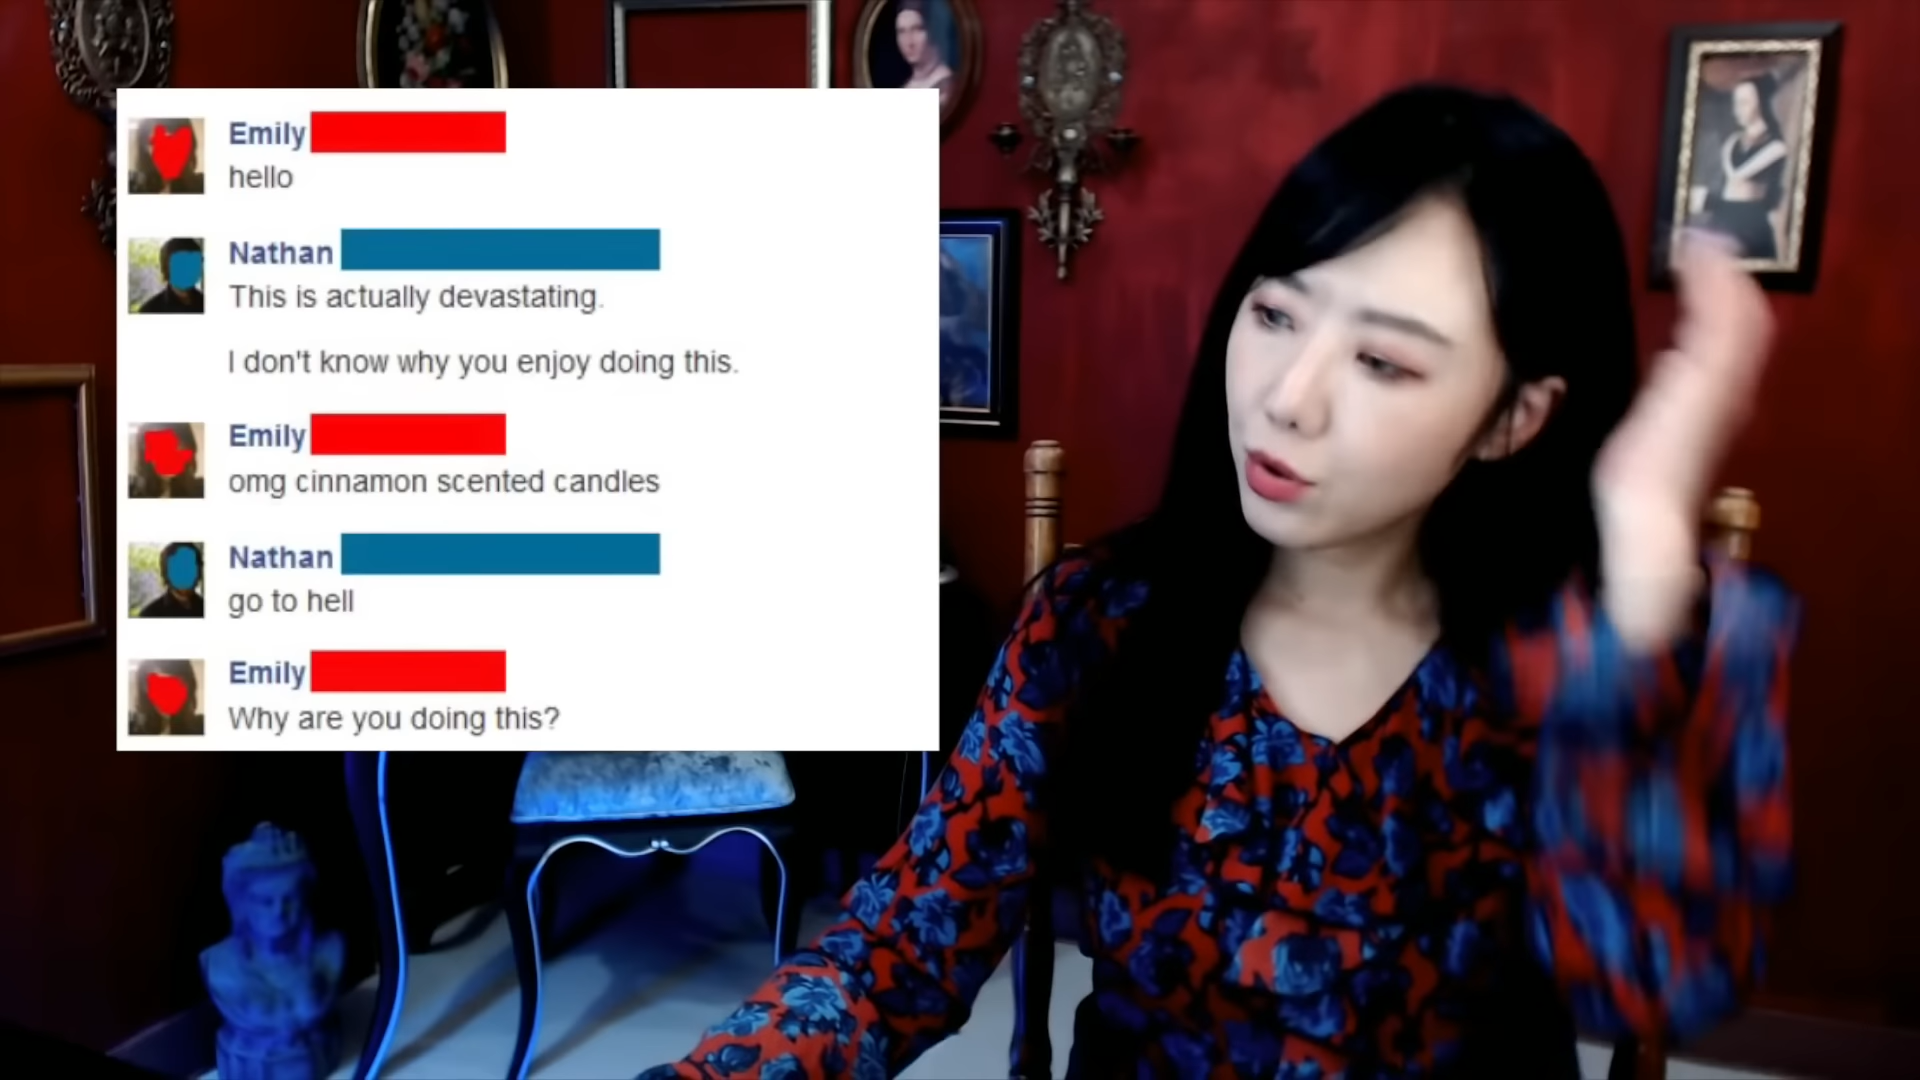 Emily
hello
Nathan
This is actually devastating.
I don't know why you enjoy doing this.
Emily
omg cinnamon scented candles
Nathan
go to hell
Emily
Why are you doing this?